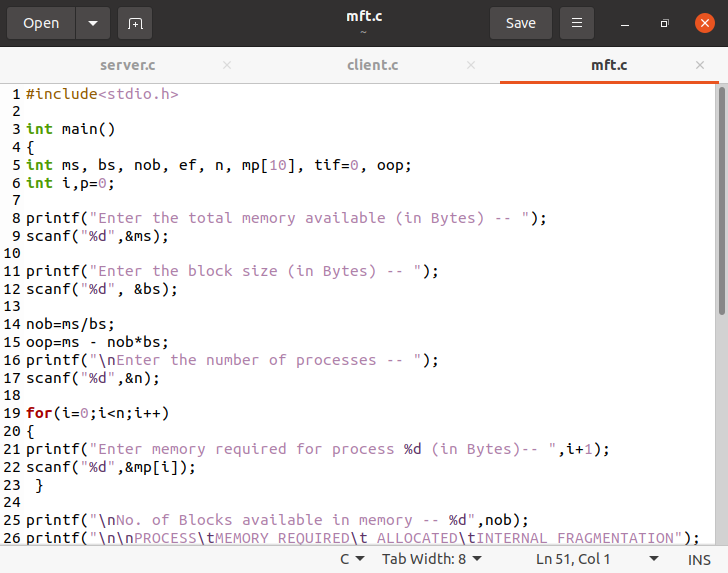 Open
mft.c
~
Save
server.c
client.c
mft.c
1 #include<stdio.h>
2
3 int main()
4 {
5 int ms, bs, nob, ef, n, mp[10], tif=0, oop;
6 int i,p=0;
7
8 printf("Enter the total memory available (in Bytes) -- ");
9 scanf("%d",&ms);
10
11 printf("Enter the block size (in Bytes) -- ");
12 scanf("%d", &bs);
13
14 nob=ms/bs;
15 oop=ms - nob*bs;
16 printf("\nEnter the number of processes -- ");
17 scanf("%d",&n);
18
19 for(i=0;i<n;i++)
20 {
21 printf("Enter memory required for process %d (in Bytes)-- ",i+1);
22 scanf("%d",&mp[i]);
23  }
24
25 printf("\nNo. of Blocks available in memory -- %d",nob);
26 printf("\n\nPROCESS\tMEMORY REQUIRED\t ALLOCATED\tINTERNAL FRAGMENTATION");
C Tab Width: 8 Ln 51, Col 1 INS